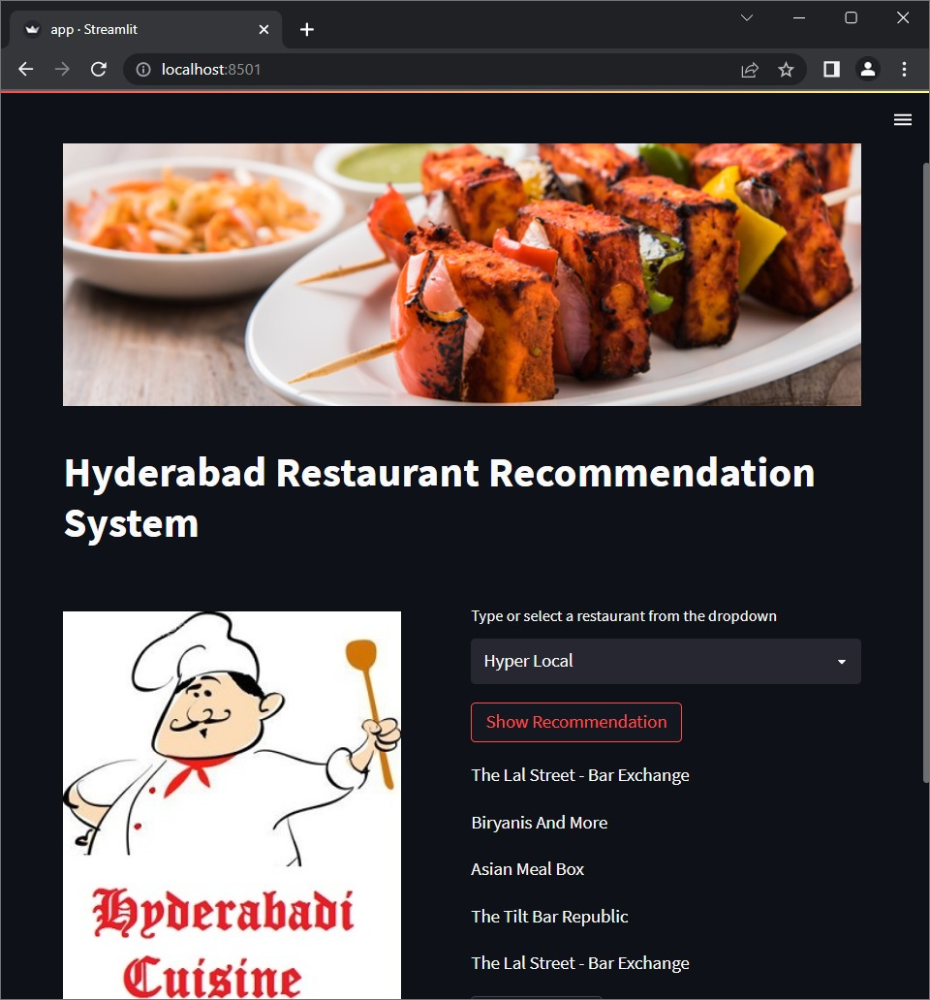 app · Streamlit
localhost:8501
Hyderabad Restaurant Recommendation
System
Hyderabadi
Cuisine
Type or select a restaurant from the dropdown
Hyper Local
Show Recommendation
The Lal Street - Bar Exchange
Biryanis And More
Asian Meal Box
The Tilt Bar Republic
The Lal Street - Bar Exchange